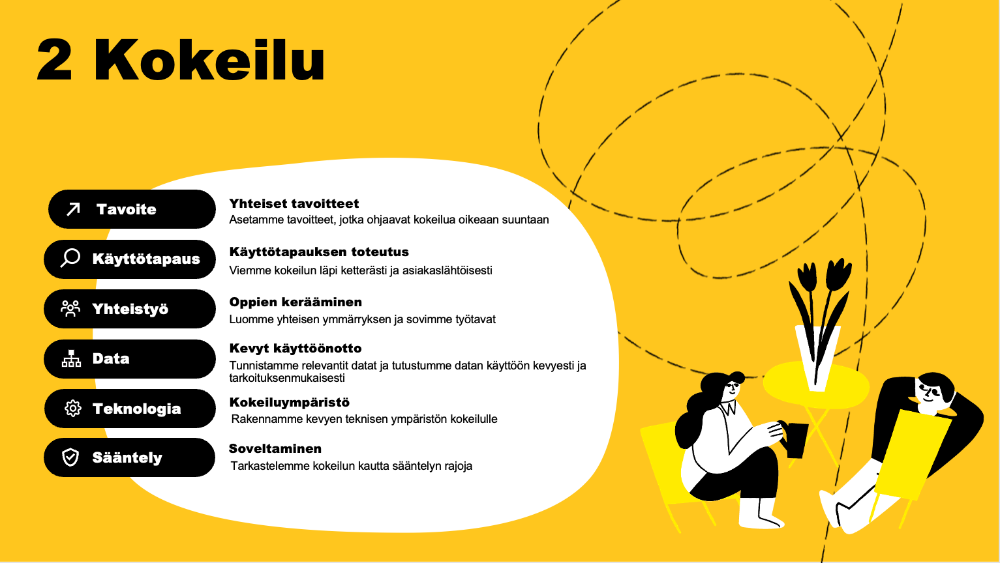 2 Kokeilu
Tavoite
Yhteiset tavoitteet
Asetamme tavoitteet, jotka ohjaavat kokeilua oikeaan suuntaan
Käyttötapaus
Käyttötapauksen toteutus
Viemme kokeilun läpi ketterästi ja asiakaslähtöisesti
Yhteistyö
Oppien kerääminen
Luomme yhteisen ymmärryksen ja sovimme työtavat
Data
Kevyt käyttöönotto
Tunnistamme relevantit datat ja tutustumme datan käyttöön kevyesti ja
tarkoituksenmukaisesti
Teknologia
Kokeiluympäristö
Rakennamme kevyen teknisen ympäristön kokeilulle
Sääntely
Soveltaminen
Tarkastelemme kokeilun kautta sääntelyn rajoja